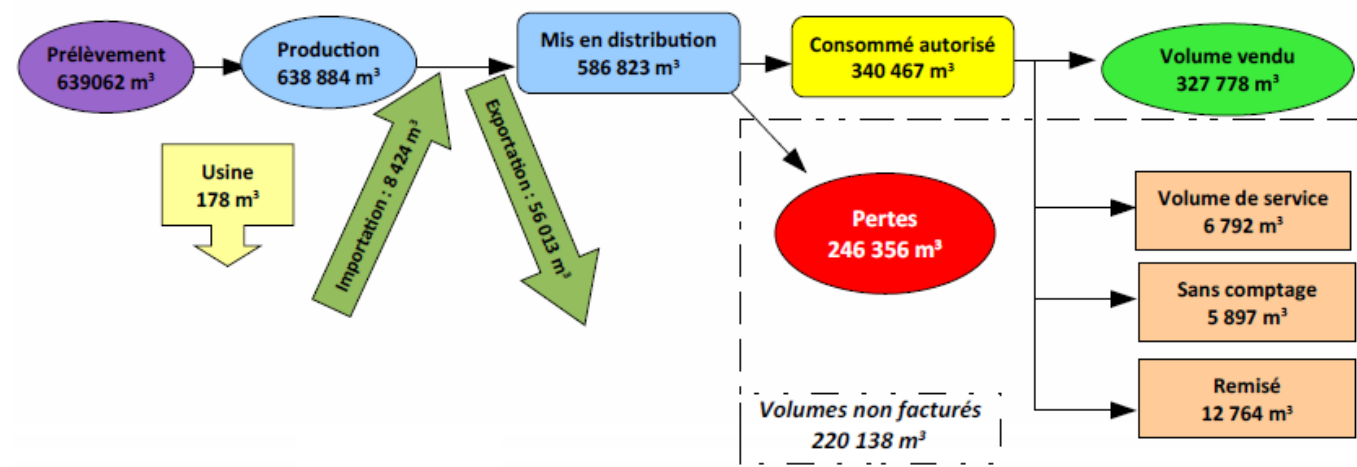 Prélèvement
639062 m³
Production
638 884 m³
Mis en distribution
586 823 m³
Consommé autorisé
340 467 m³
Volume vendu
327 778 m³
Usine
178 m³
Importation : 8 424 m³
Exportation : 56 013 m³
Pertes
246 356 m³
Volume de service
6 792 m³
Sans comptage
5 897 m³
Remisé
12 764 m³
Volumes non facturés
220 138 m³